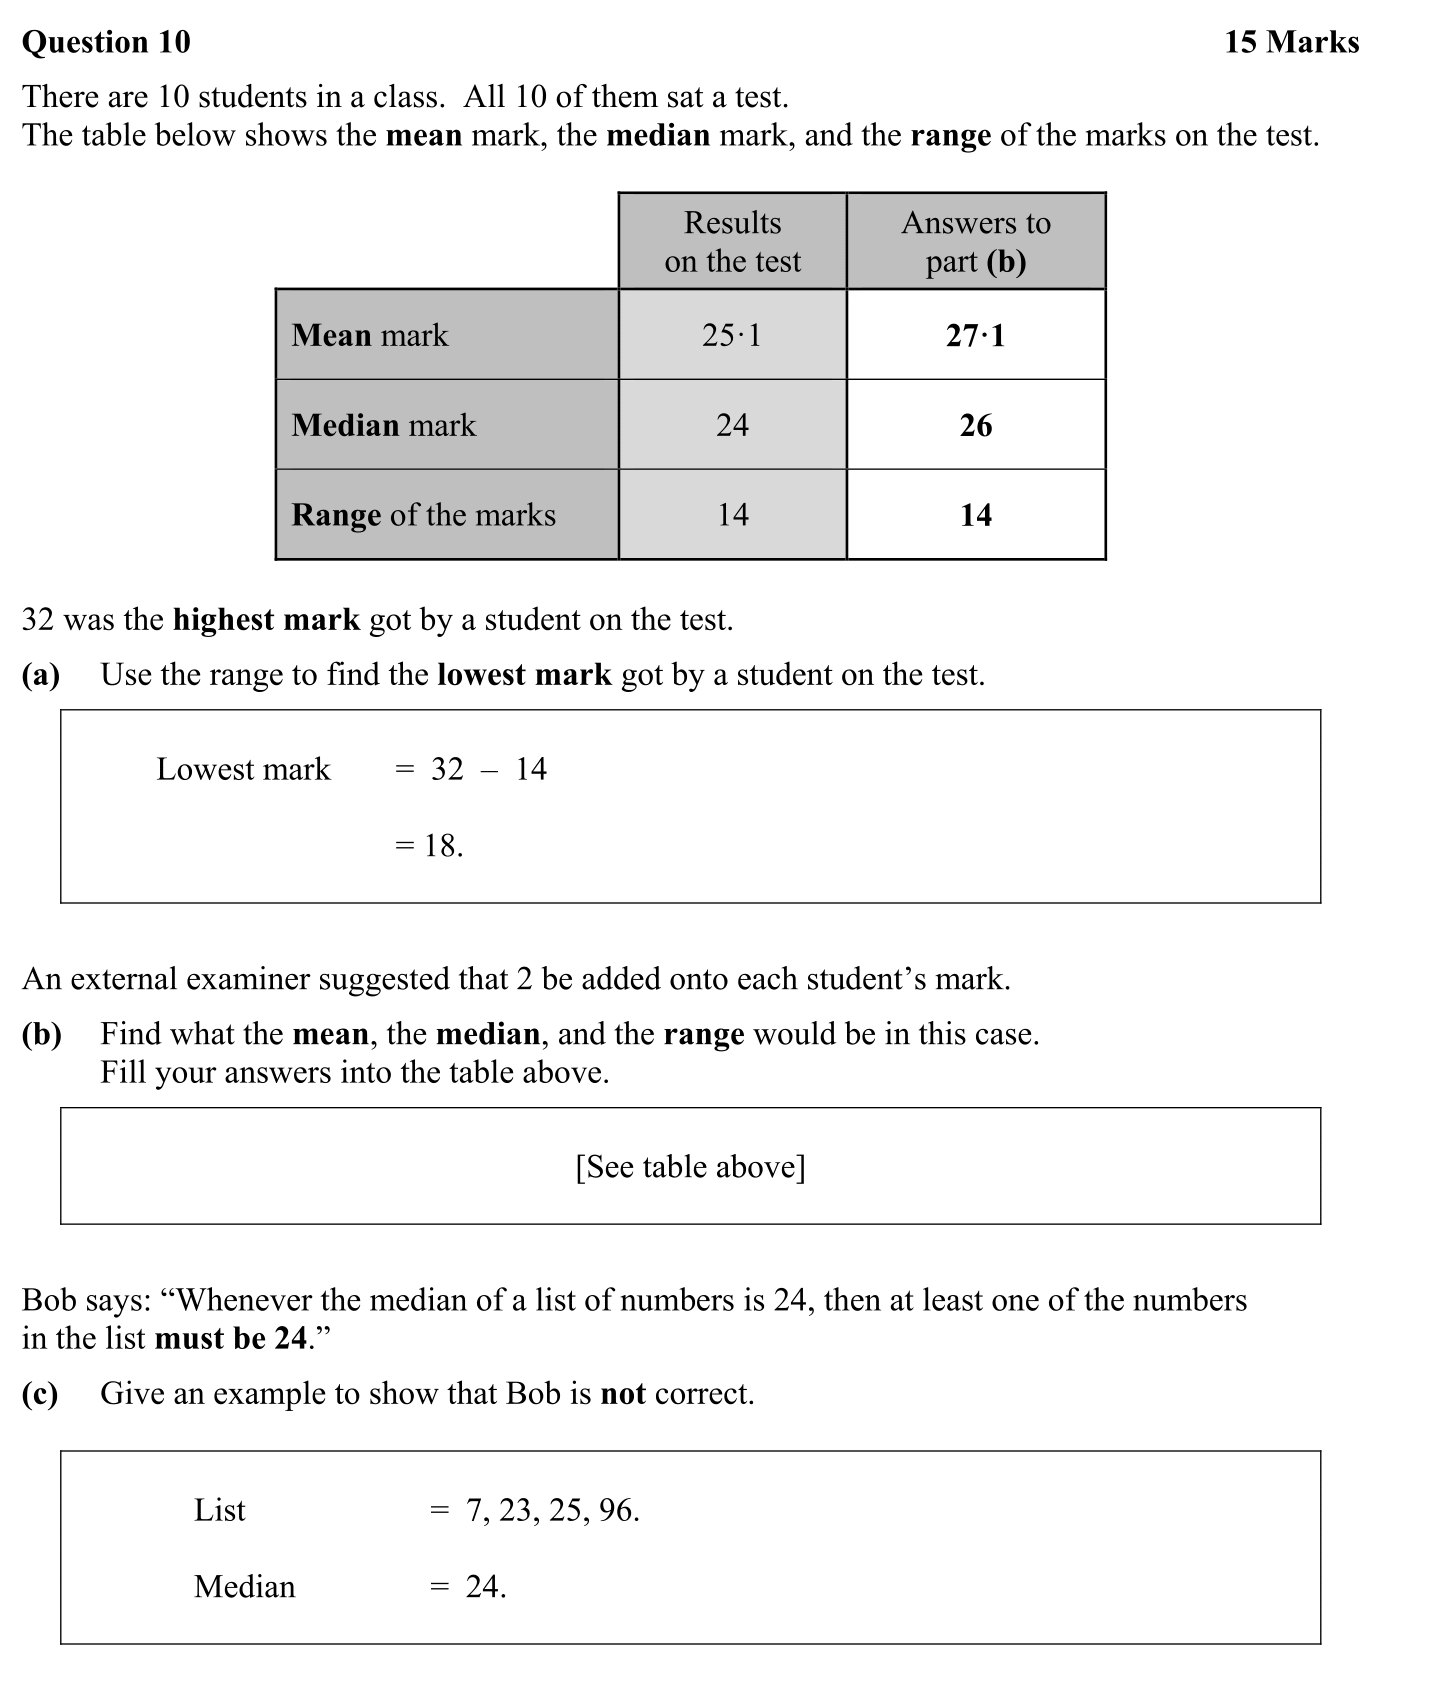 Question 10 15 Marks
There are 10 students in a class. All 10 of them sat a test.
The table below shows the mean mark, the median mark, and the range of the marks on the test.
Results
on the test
Answers to
part (b)
Mean mark 25·1 27·1
Median mark 24 26
Range of the marks 14 14
32 was the highest mark got by a student on the test.
(a) Use the range to find the lowest mark got by a student on the test.
Lowest mark = 32 – 14
= 18.
An external examiner suggested that 2 be added onto each student’s mark.
(b) Find what the mean, the median, and the range would be in this case.
Fill your answers into the table above.
[See table above]
Bob says: “Whenever the median of a list of numbers is 24, then at least one of the numbers
in the list must be 24.”
(c) Give an example to show that Bob is not correct.
List = 7, 23, 25, 96.
Median = 24.